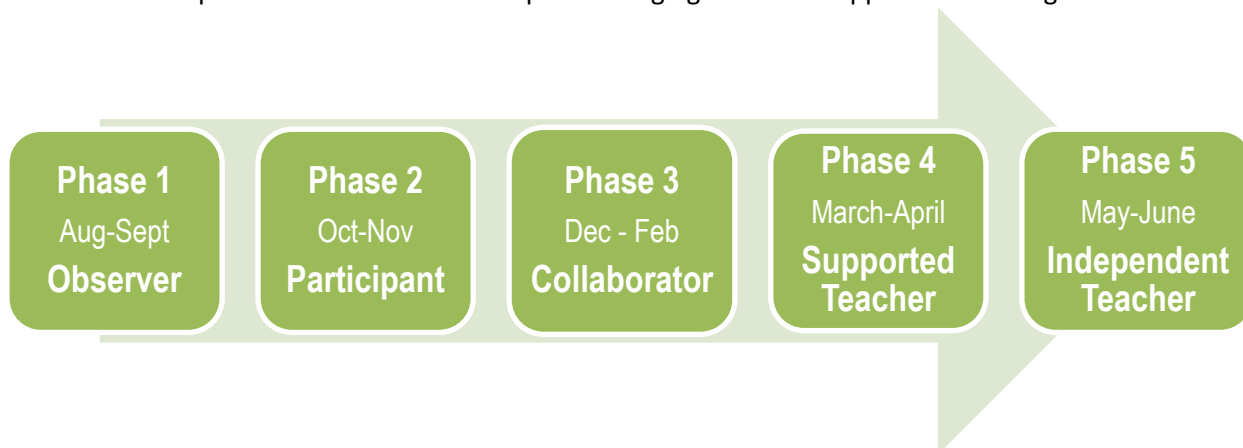 Phase 1
Aug-Sept
Observer
Phase 2
Oct-Nov
Participant
Phase 3
Dec - Feb
Collaborator
Phase 4
March-April
Supported
Teacher
Phase 5
May-June
Independent
Teacher